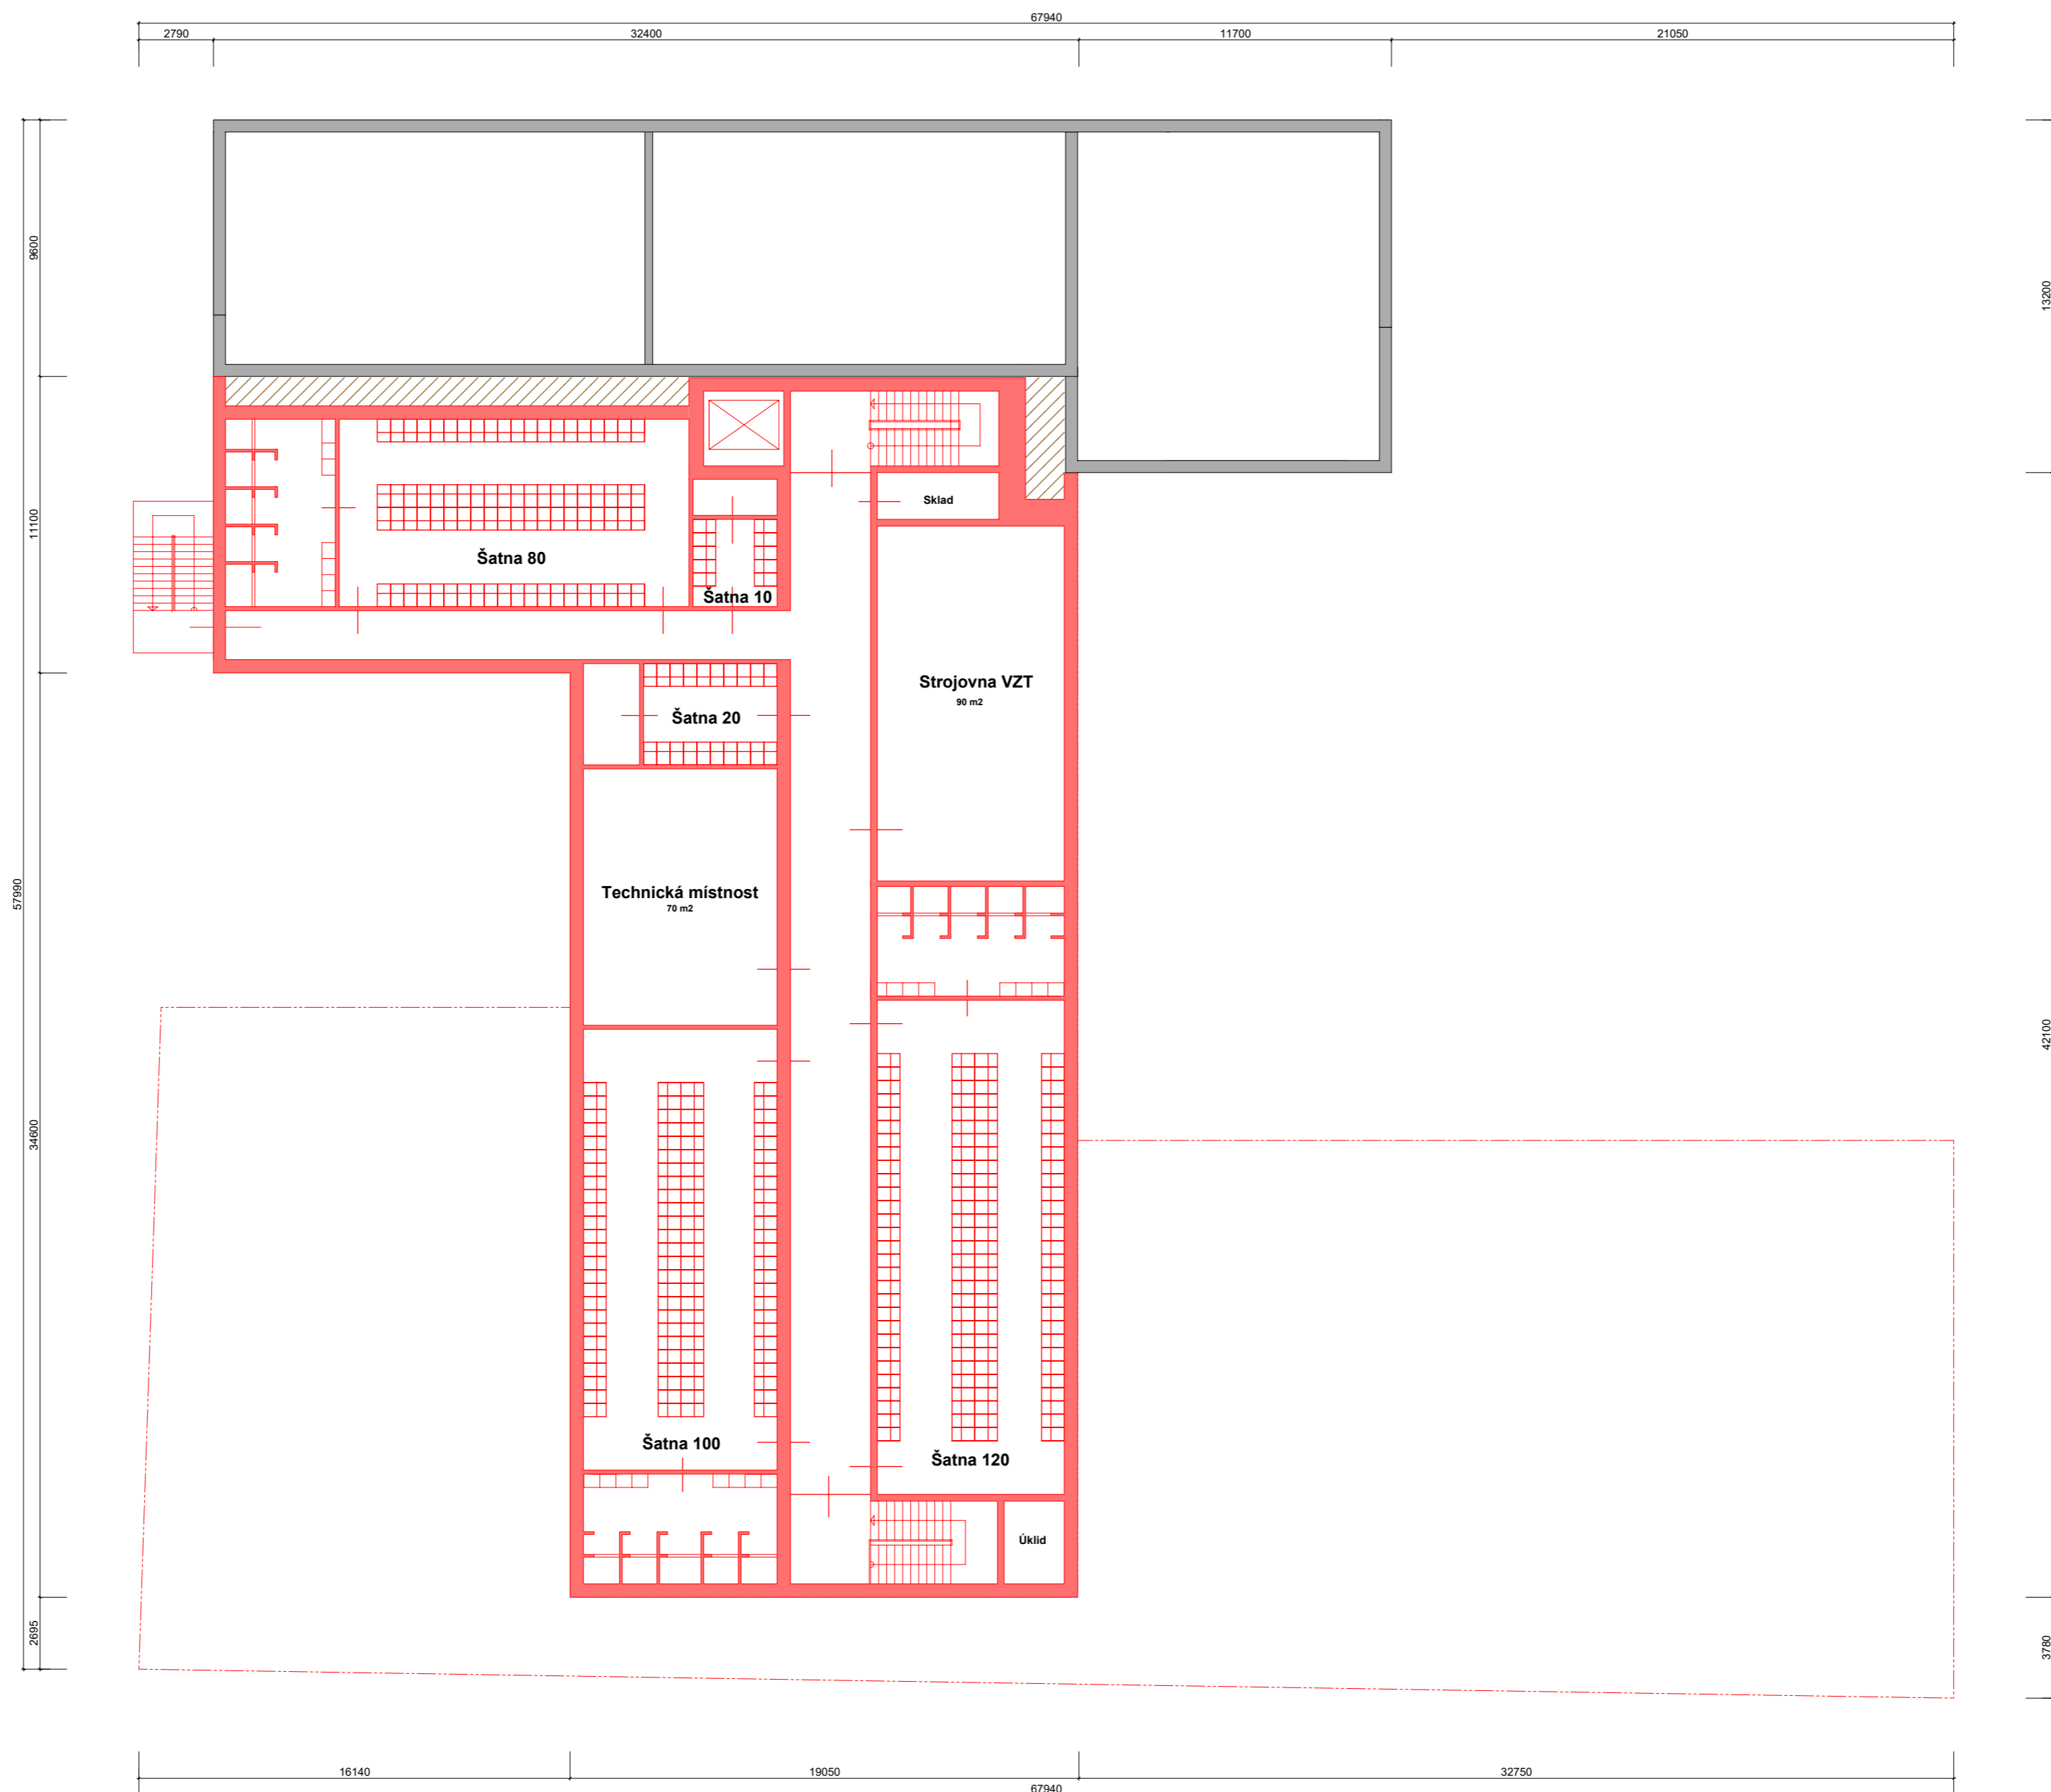 67940
2790
32400
11700
21050
9600
13200
11100
Sklad
Šatna 80
Šatna 10
Strojovna VZT
90 m2
Šatna 20
57990
Technická místnost
70 m2
42100
34600
Šatna 100
Šatna 120
Úklid
2695
3780
16140
19050
32750
67940